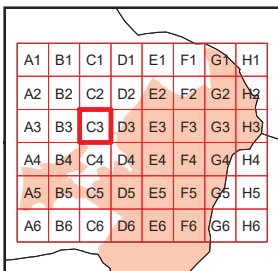 A1 B1 C1 D1 E1 F1 G1 H1
A2 B2 C2 D2 E2 F2 G2 H2
A3 B3 C3 D3 E3 F3 G3 H3
A4 B4 C4 D4 E4 F4 G4 H4
A5 B5 C5 D5 E5 F5 G5 H5
A6 B6 C6 D6 E6 F6 G6 H6